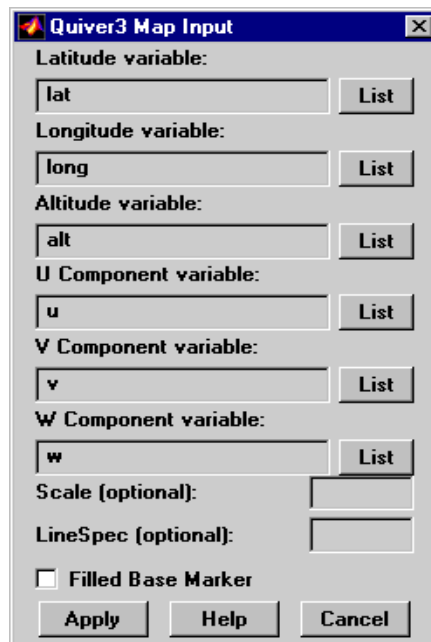 Quiver3 Map Input
Latitude variable:
lat List
Longitude variable:
long List
Altitude variable:
alt List
U Component variable:
u List
V Component variable:
v List
W Component variable:
w List
Scale (optional):
LineSpec (optional):
Filled Base Marker
Apply Help Cancel